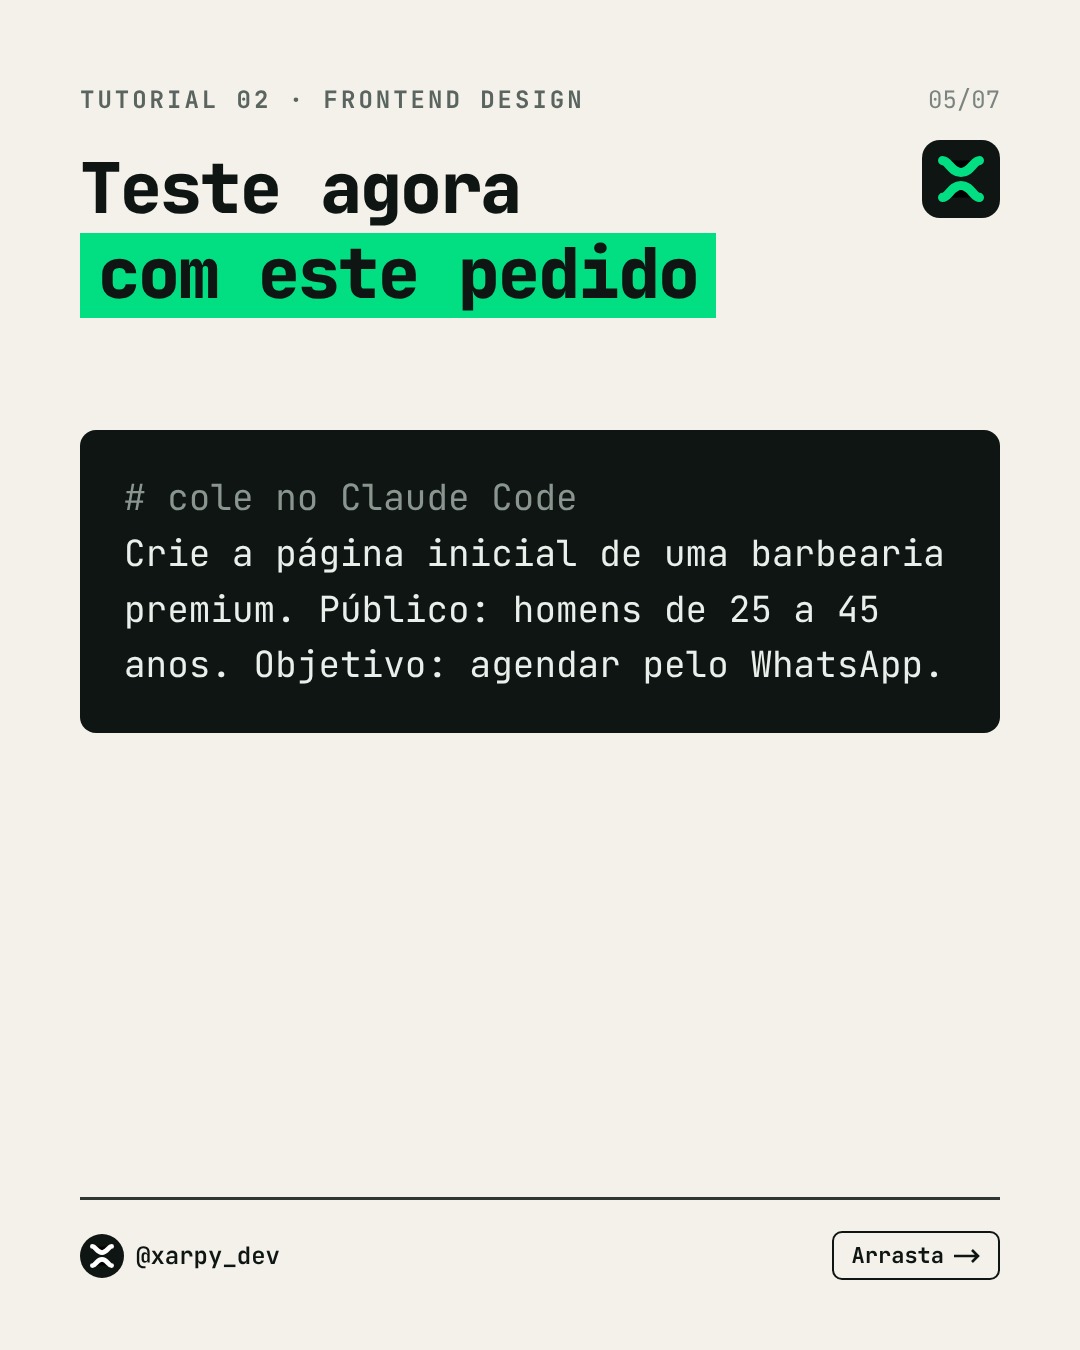 TUTORIAL 02 · FRONTEND DESIGN
05/07
Teste agora
com este pedido
# cole no Claude Code
Crie a página inicial de uma barbearia
premium. Público: homens de 25 a 45
anos. Objetivo: agendar pelo WhatsApp.
@xarpy_dev
Arrasta →